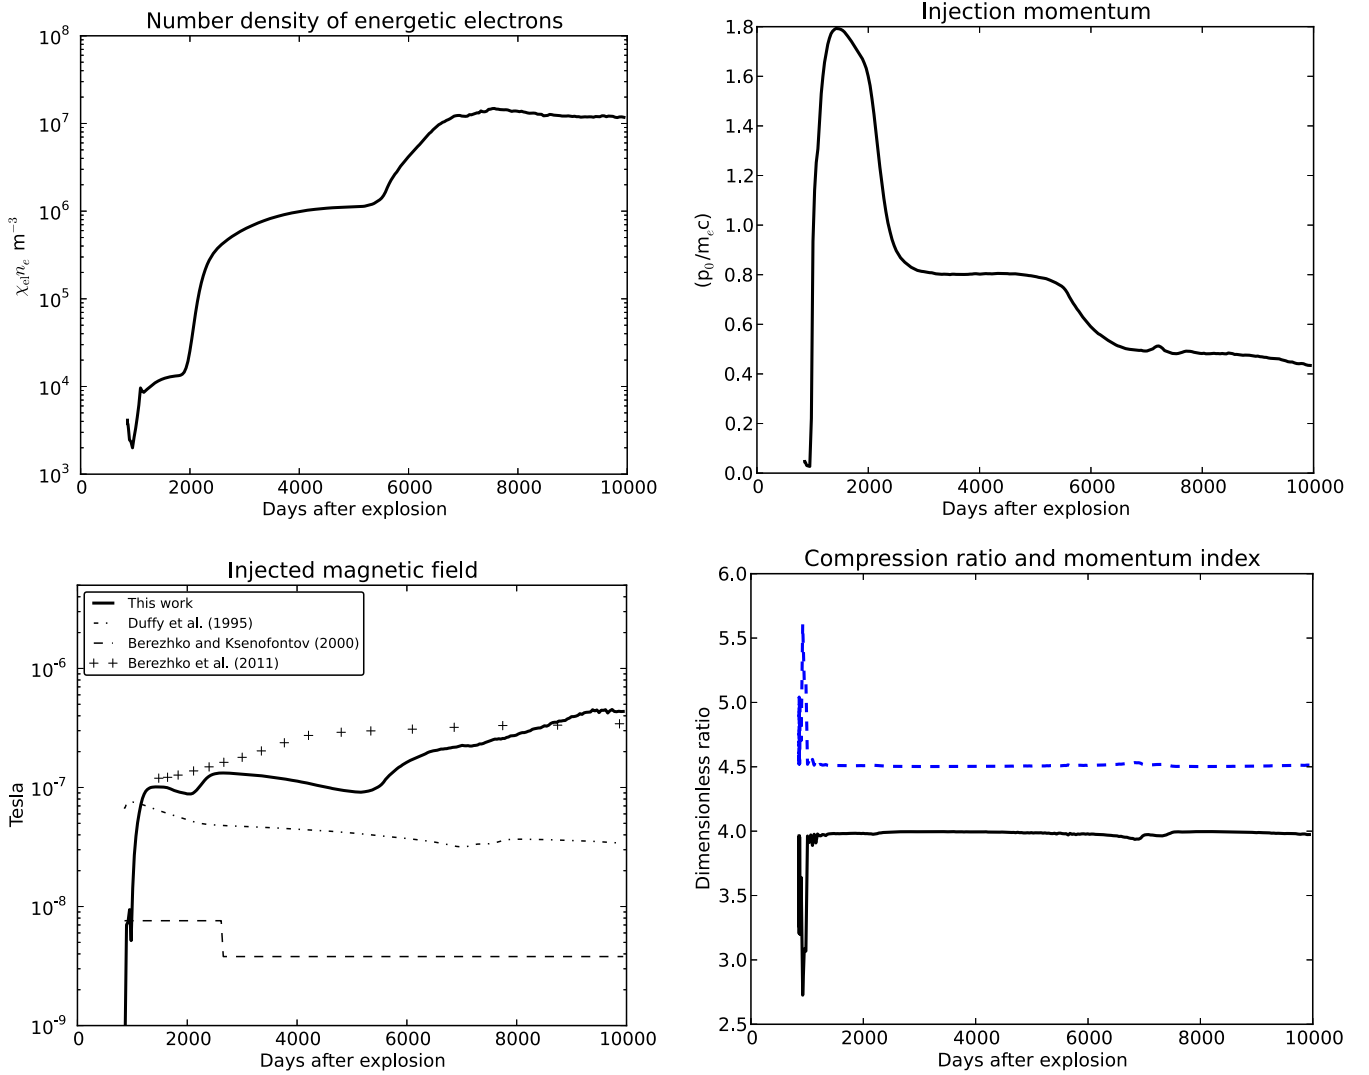 Number density of energetic electrons
10^8
10^7
10^6
10^5
10^4
10^3
χ_el n_e m^−3
0 2000 4000 6000 8000 10000
Days after explosion
Injection momentum
1.8
1.6
1.4
1.2
1.0
0.8
0.6
0.4
0.2
0.0
(p_0/m_e c)
0 2000 4000 6000 8000 10000
Days after explosion
Injected magnetic field
This work
Duffy et al. (1995)
Berezhko and Ksenofontov (2000)
Berezhko et al. (2011)
10^-6
10^-7
10^-8
10^-9
Tesla
0 2000 4000 6000 8000 10000
Days after explosion
Compression ratio and momentum index
6.0
5.5
5.0
4.5
4.0
3.5
3.0
2.5
Dimensionless ratio
0 2000 4000 6000 8000 10000
Days after explosion